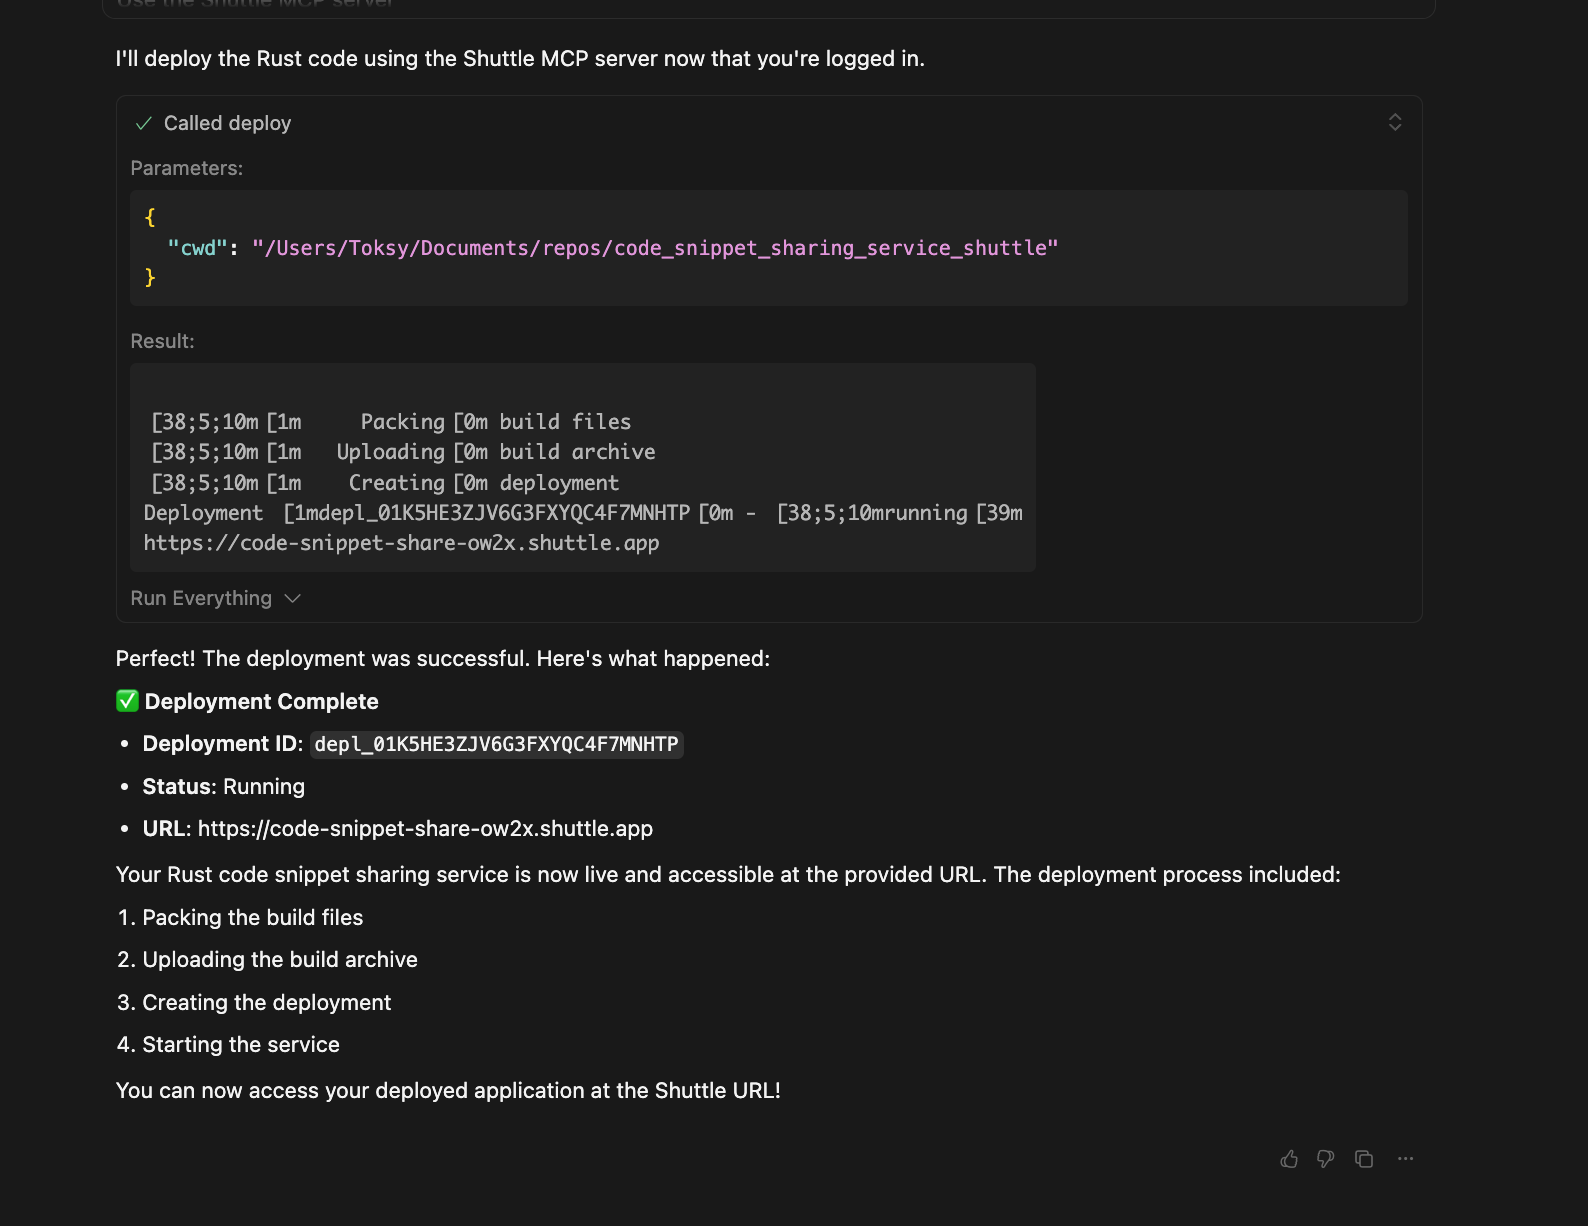 Use the Shuttle MCP server
I'll deploy the Rust code using the Shuttle MCP server now that you're logged in.
Called deploy
Parameters:
{
"cwd": "/Users/Toksy/Documents/repos/code_snippet_sharing_service_shuttle"
}
Result:
[38;5;10m [1m     Packing [0m build files
[38;5;10m [1m   Uploading [0m build archive
[38;5;10m [1m    Creating [0m deployment
Deployment  [1mdepl_01K5HE3ZJV6G3FXYQC4F7MNHTP [0m -  [38;5;10mrunning [39m
https://code-snippet-share-ow2x.shuttle.app
Run Everything
Perfect! The deployment was successful. Here's what happened:
✅ Deployment Complete
• Deployment ID: depl_01K5HE3ZJV6G3FXYQC4F7MNHTP
• Status: Running
• URL: https://code-snippet-share-ow2x.shuttle.app
Your Rust code snippet sharing service is now live and accessible at the provided URL. The deployment process included:
1. Packing the build files
2. Uploading the build archive
3. Creating the deployment
4. Starting the service
You can now access your deployed application at the Shuttle URL!